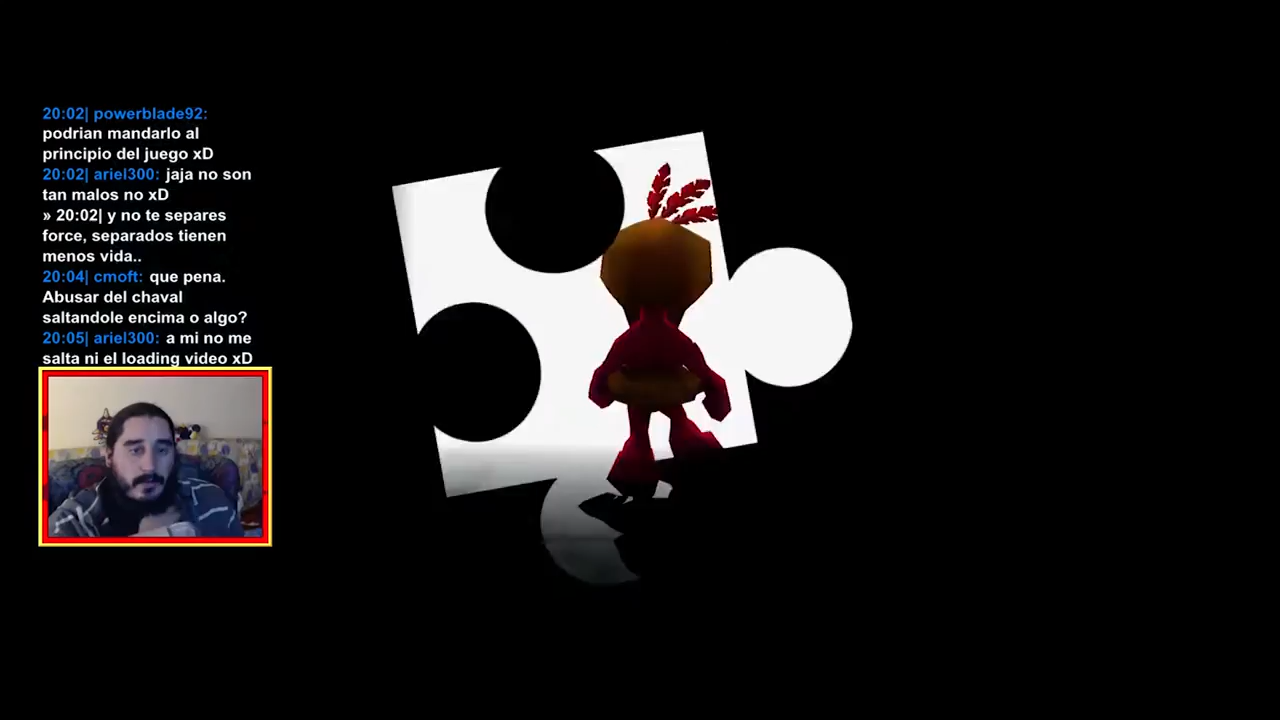 20:02| powerblade92:
podrian mandarlo al
principio del juego xD
20:02| ariel300: jaja no son
tan malos no xD
» 20:02| y no te separes
force, separados tienen
menos vida..
20:04| cmoft: que pena.
Abusar del chaval
saltandole encima o algo?
20:05| ariel300: a mi no me
salta ni el loading video xD